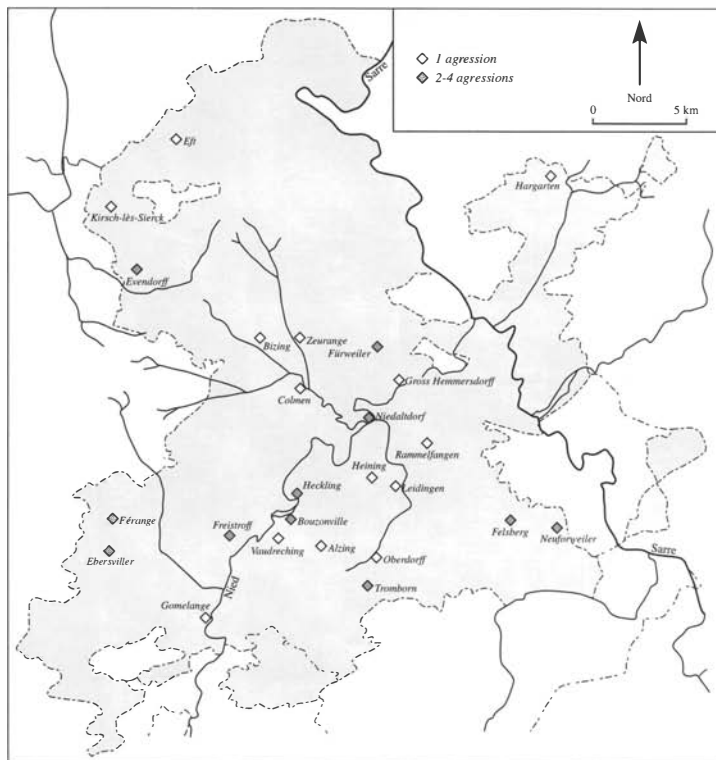 Sarre
1 agression
2-4 agressions
Nord
0 5 km
Eft
Hargarten
Kirsch-lès-Sierck
Evendorff
Bizing
Zeurange
Fürweiler
Gross Hemmersdorff
Colmen
Niedaltdorf
Rammelfangen
Heining
Heckling
Leidingen
Férange
Freistroff
Bouzonville
Felsberg
Neuforweiler
Vaudreching
Alzing
Ebersviller
Oberdorff
Sarre
Tromborn
Nied
Gomelange